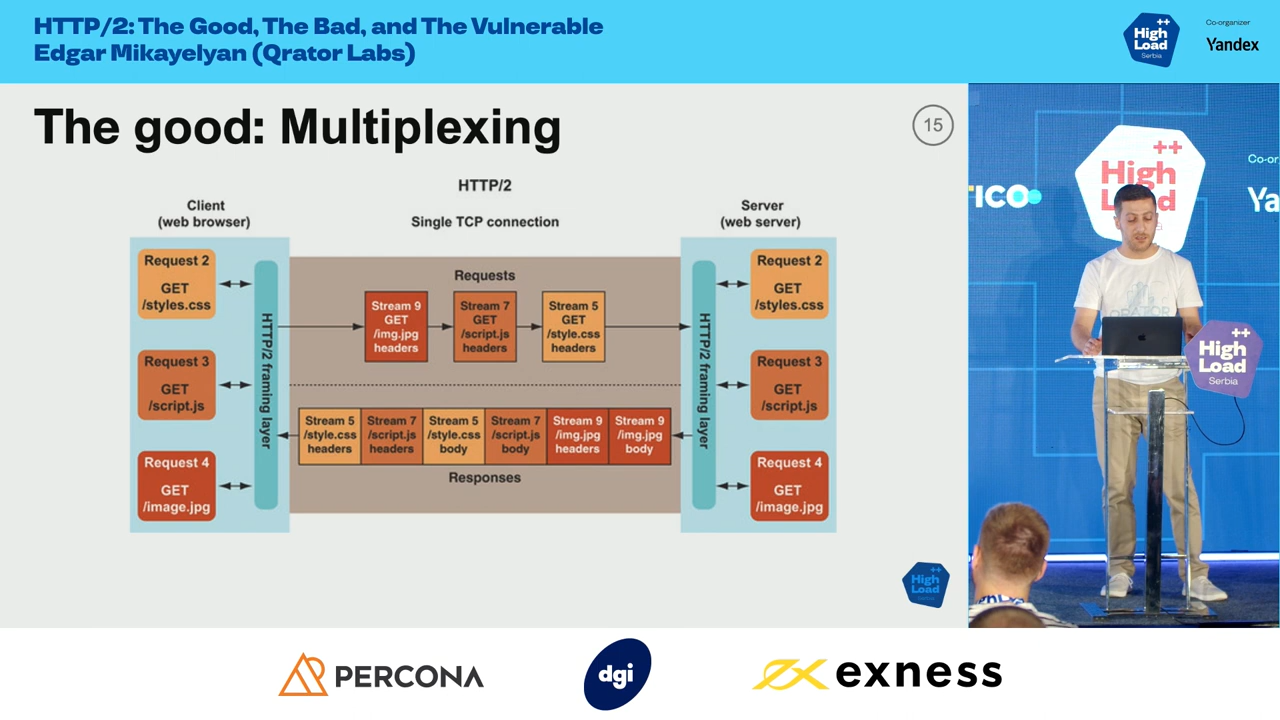 HTTP/2: The Good, The Bad, and The Vulnerable
Edgar Mikayelyan (Qrator Labs)
++
High
Load
Serbia
Co-organizer
Yandex
The good: Multiplexing
15
HTTP/2
Client
(web browser)
Single TCP connection
Server
(web server)
Request 2
GET
/styles.css
Request 3
GET
/script.js
Request 4
GET
/image.jpg
HTTP/2 framing layer
Requests
Stream 9
GET
/img.jpg
headers
Stream 7
GET
/script.js
headers
Stream 5
GET
/style.css
headers
Stream 5
/style.css
headers
Stream 7
/script.js
headers
Stream 5
/style.css
body
Stream 7
/script.js
body
Stream 9
/img.jpg
headers
Stream 9
/img.jpg
body
Responses
HTTP/2 framing layer
Request 2
GET
/styles.css
Request 3
GET
/script.js
Request 4
GET
/image.jpg
++
High
Load
Serbia
++
High
Load
ICO
Co-or
Ya
++
High
Load
Serbia
PERCONA
dgi
exness